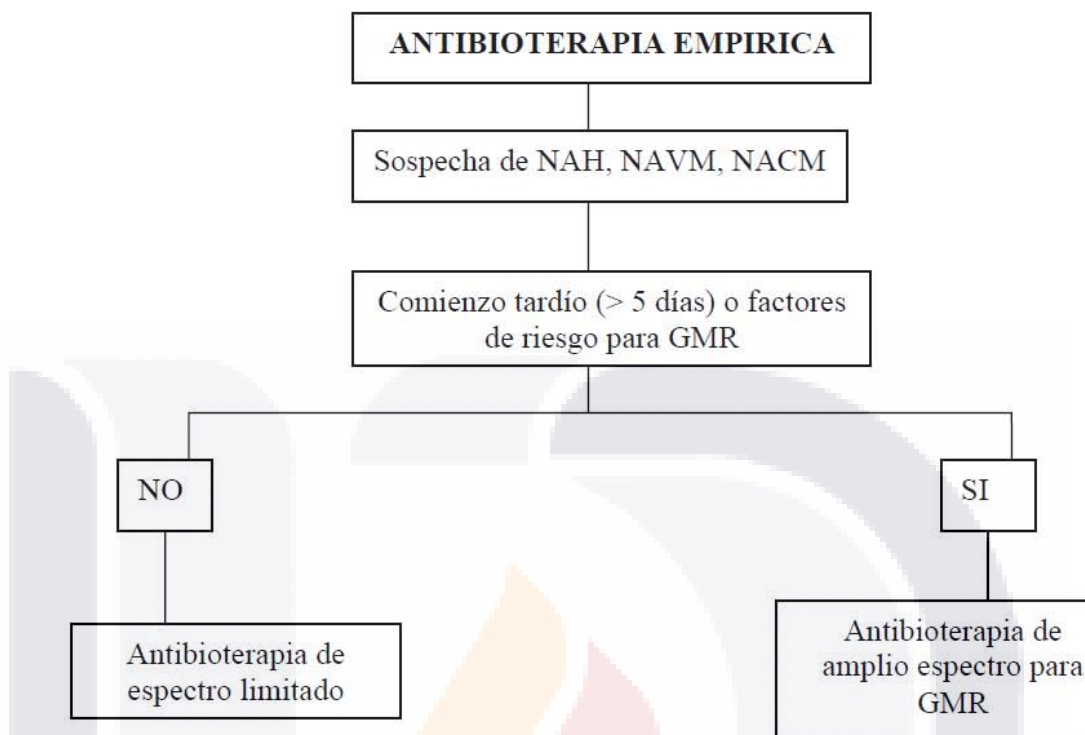 ANTIBIOTERAPIA EMPIRICA
Sospecha de NAH, NAVM, NACM
Comienzo tardío (> 5 días) o factores
de riesgo para GMR
NO
SI
Antibioterapia de
espectro limitado
Antibioterapia de
amplio espectro para
GMR